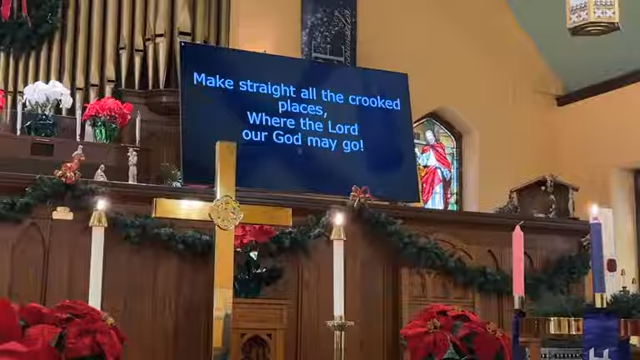 Make straight all the crooked
places,
Where the Lord
our God may go!